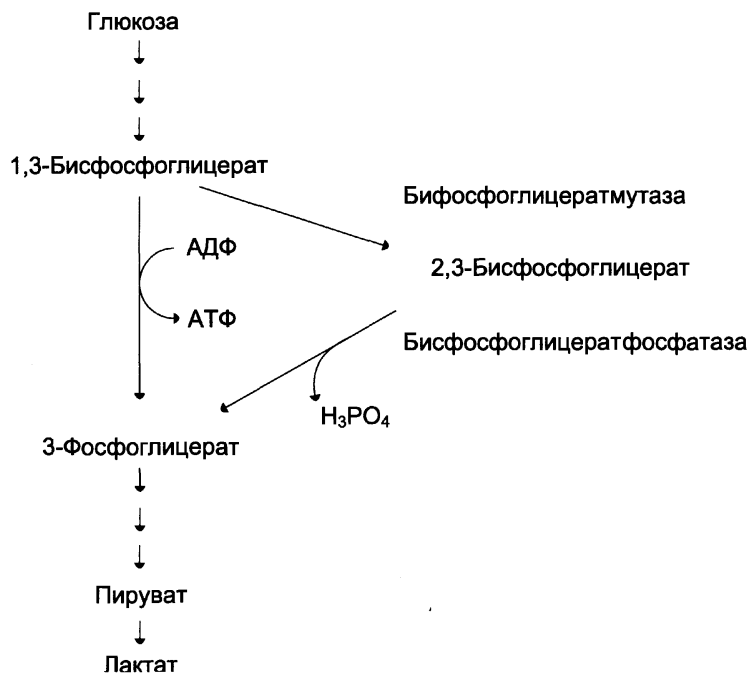 Глюкоза
1,3-Бисфосфоглицерат
Бифосфоглицератмутаза
АДФ
2,3-Бисфосфоглицерат
АТФ
Бисфосфоглицератфосфатаза
H₃PO₄
3-Фосфоглицерат
Пируват
Лактат